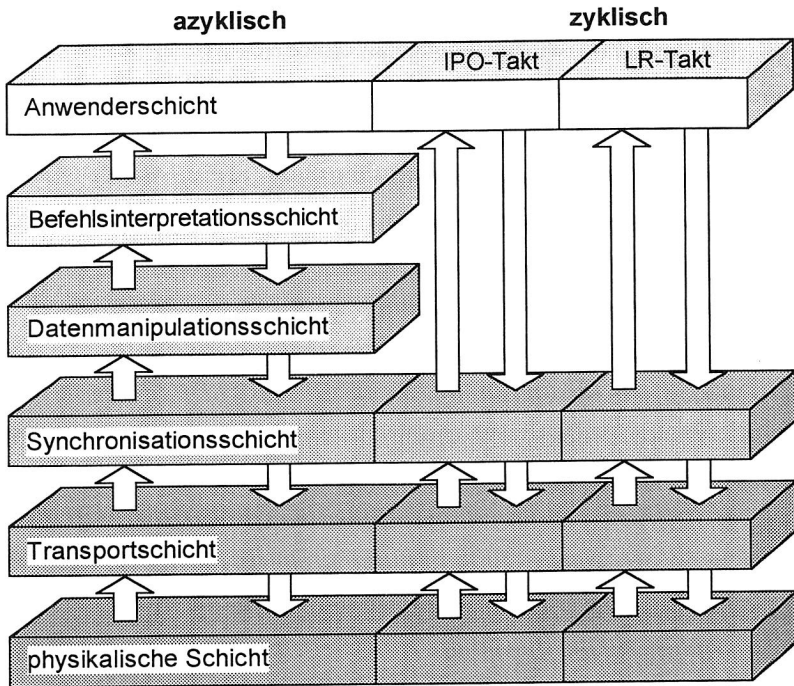 azyklisch
zyklisch
IPO-Takt
LR-Takt
Anwenderschicht
Befehlsinterpretationsschicht
Datenmanipulationsschicht
Synchronisationsschicht
Transportschicht
physikalische Schicht